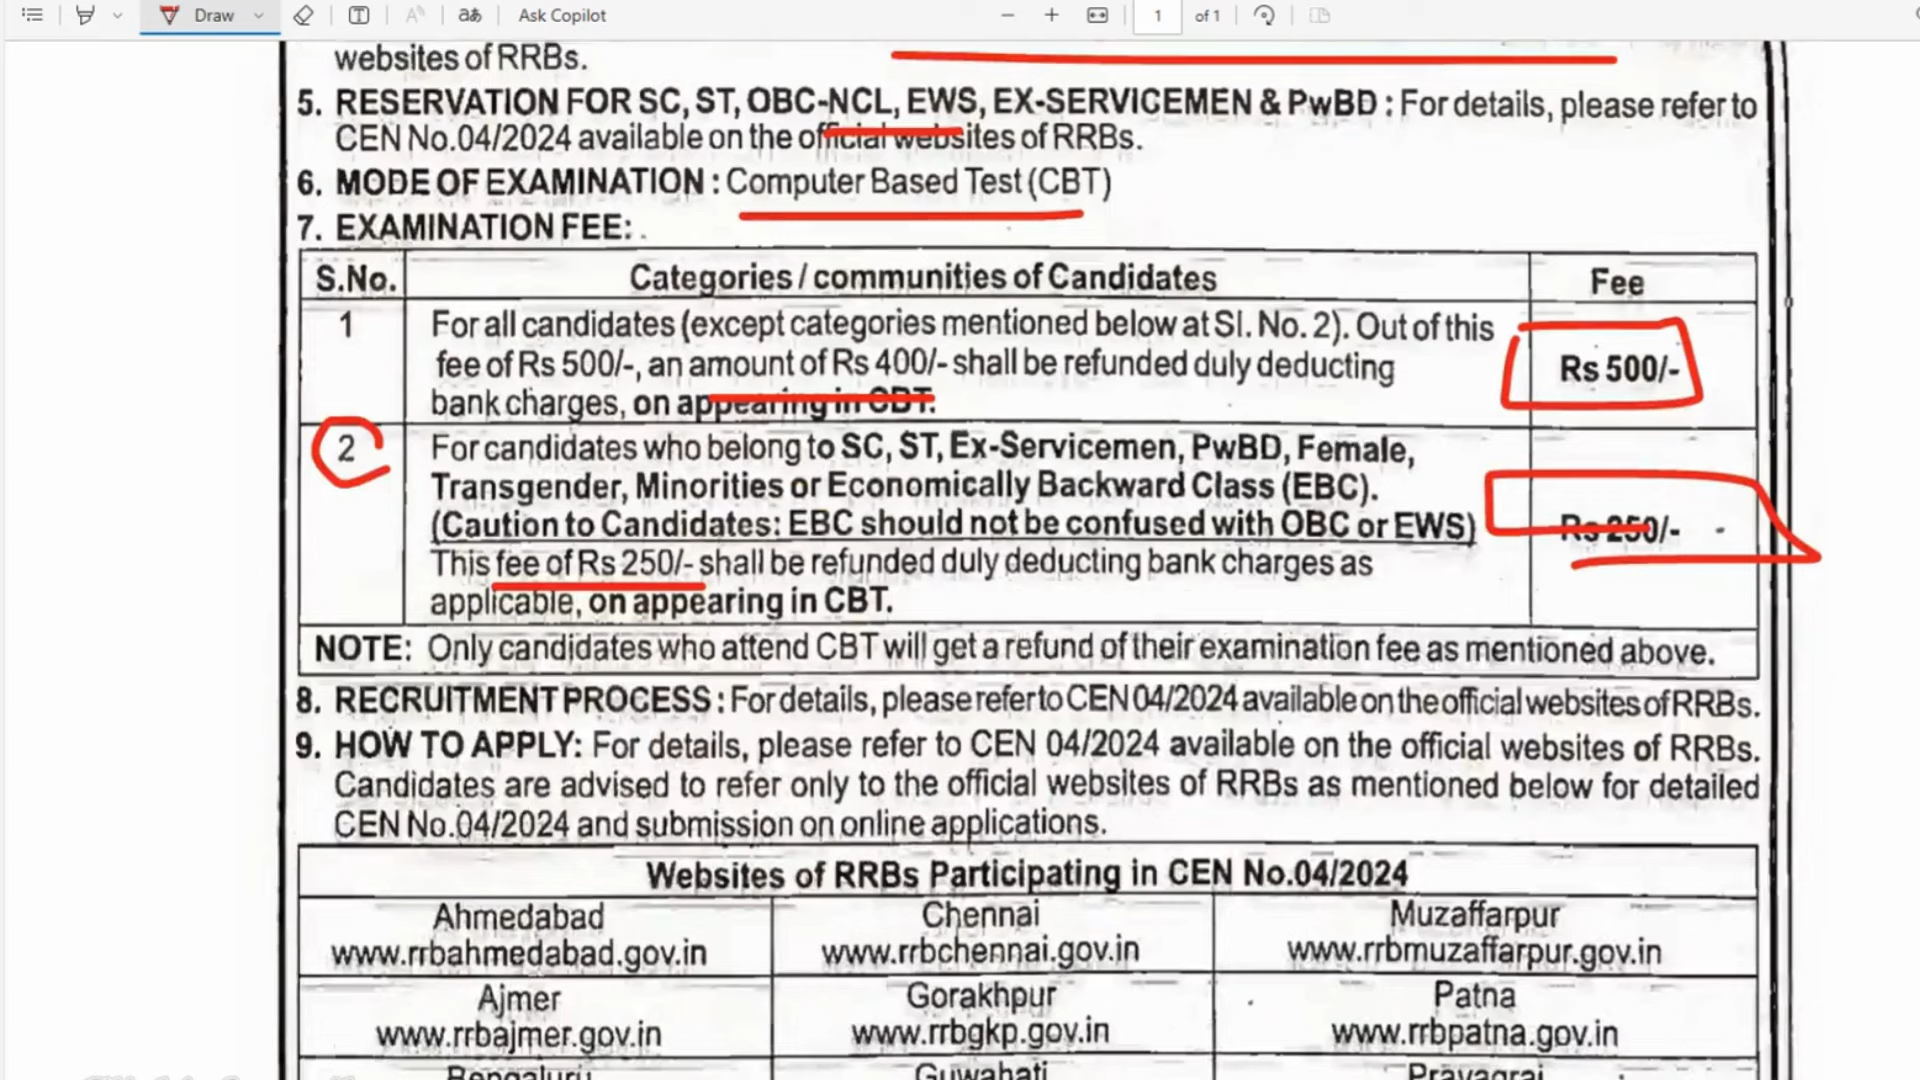 Draw
Ask Copilot
1 of 1
websites of RRBs.
5. RESERVATION FOR SC, ST, OBC-NCL, EWS, EX-SERVICEMEN & PwBD : For details, please refer to
CEN No.04/2024 available on the official websites of RRBs.
6. MODE OF EXAMINATION : Computer Based Test (CBT)
7. EXAMINATION FEE:
S.No. Categories / communities of Candidates Fee
1 For all candidates (except categories mentioned below at Sl. No. 2). Out of this
fee of Rs 500/-, an amount of Rs 400/- shall be refunded duly deducting Rs 500/-
bank charges, on appearing in CBT.
2 For candidates who belong to SC, ST, Ex-Servicemen, PwBD, Female,
Transgender, Minorities or Economically Backward Class (EBC).
(Caution to Candidates: EBC should not be confused with OBC or EWS) Rs 250/-
This fee of Rs 250/- shall be refunded duly deducting bank charges as
applicable, on appearing in CBT.
NOTE: Only candidates who attend CBT will get a refund of their examination fee as mentioned above.
8. RECRUITMENT PROCESS : For details, please refer to CEN 04/2024 available on the official websites of RRBs.
9. HOW TO APPLY: For details, please refer to CEN 04/2024 available on the official websites of RRBs.
Candidates are advised to refer only to the official websites of RRBs as mentioned below for detailed
CEN No.04/2024 and submission on online applications.
Websites of RRBs Participating in CEN No.04/2024
Ahmedabad Chennai Muzaffarpur
www.rrbahmedabad.gov.in www.rrbchennai.gov.in www.rrbmuzaffarpur.gov.in
Ajmer Gorakhpur Patna
www.rrbajmer.gov.in www.rrbgkp.gov.in www.rrbpatna.gov.in
Bengaluru Guwahati Prayagraj